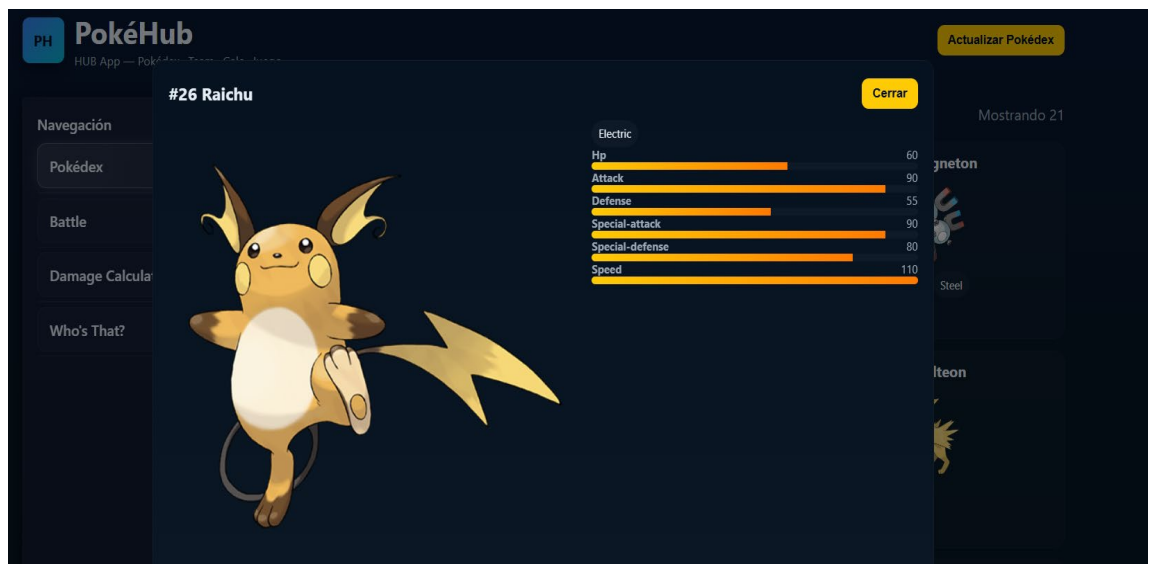 PH
PokéHub
HUB App — Pokédex
Actualizar Pokédex
Navegación
Pokédex
Battle
Damage Calcula
Who's That?
#26 Raichu
Cerrar
Electric
Hp 60
Attack 90
Defense 55
Special-attack 90
Special-defense 80
Speed 110
Mostrando 21
gneton
Steel
lteon